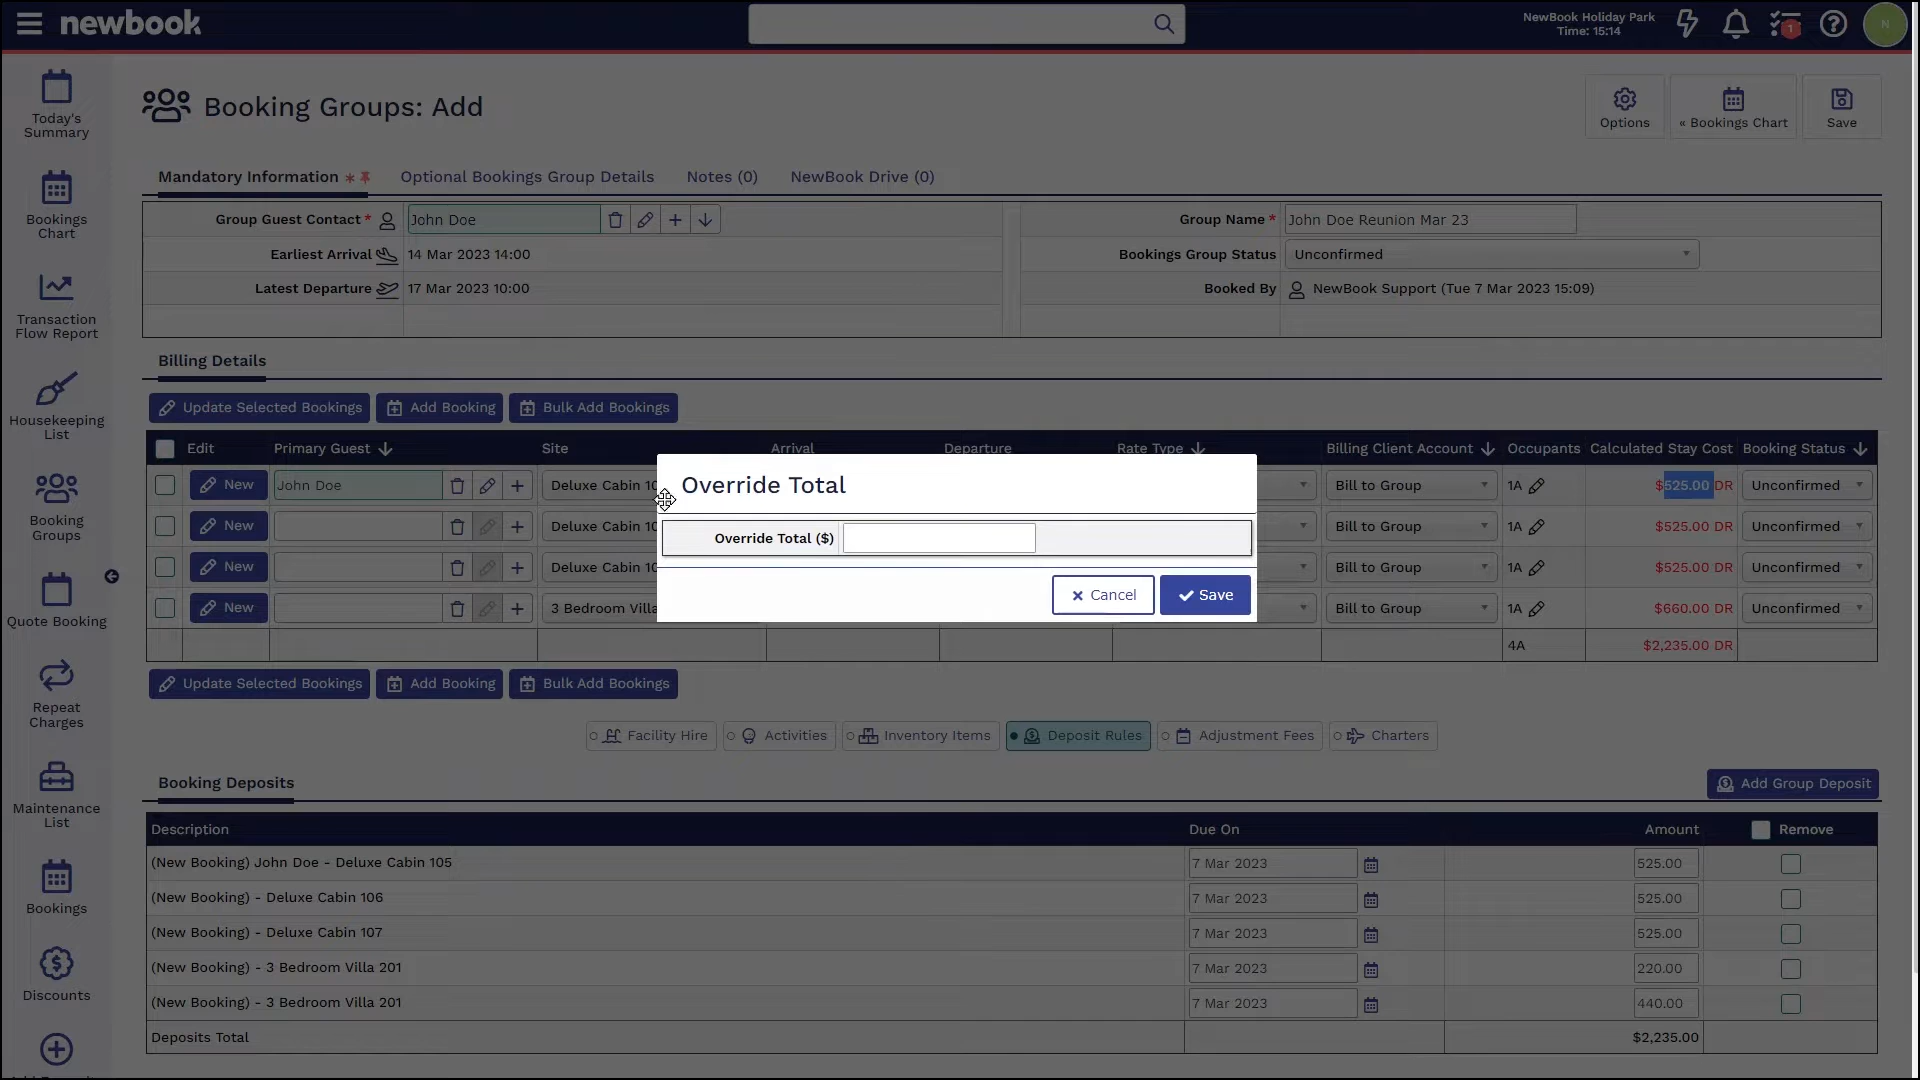 newbook
NewBook Holiday Park
Time: 15:14
1
N
Today's
Summary
Bookings
Chart
Transaction
Flow Report
Housekeeping
List
Booking
Groups
Quote Booking
Repeat
Charges
Maintenance
List
Bookings
Discounts
Booking Groups: Add
Options
« Bookings Chart
Save
Mandatory Information *
Optional Bookings Group Details
Notes (0)
NewBook Drive (0)
Group Guest Contact * John Doe
Group Name * John Doe Reunion Mar 23
Earliest Arrival 14 Mar 2023 14:00
Bookings Group Status Unconfirmed
Latest Departure 17 Mar 2023 10:00
Booked By NewBook Support (Tue 7 Mar 2023 15:09)
Billing Details
Update Selected Bookings Add Booking Bulk Add Bookings
Edit Primary Guest Site Arrival Departure Rate Type Billing Client Account Occupants Calculated Stay Cost Booking Status
New John Doe Deluxe Cabin 10 Bill to Group 1A $525.00 DR Unconfirmed
New Deluxe Cabin 10 Bill to Group 1A $525.00 DR Unconfirmed
New Deluxe Cabin 10 Bill to Group 1A $525.00 DR Unconfirmed
New 3 Bedroom Villa Bill to Group 1A $660.00 DR Unconfirmed
4A $2,235.00 DR
Override Total
Override Total ($)
Cancel Save
Update Selected Bookings Add Booking Bulk Add Bookings
Facility Hire Activities Inventory Items Deposit Rules Adjustment Fees Charters
Booking Deposits
Add Group Deposit
Description Due On Amount Remove
(New Booking) John Doe - Deluxe Cabin 105 7 Mar 2023 525.00
(New Booking) - Deluxe Cabin 106 7 Mar 2023 525.00
(New Booking) - Deluxe Cabin 107 7 Mar 2023 525.00
(New Booking) - 3 Bedroom Villa 201 7 Mar 2023 220.00
(New Booking) - 3 Bedroom Villa 201 7 Mar 2023 440.00
Deposits Total $2,235.00